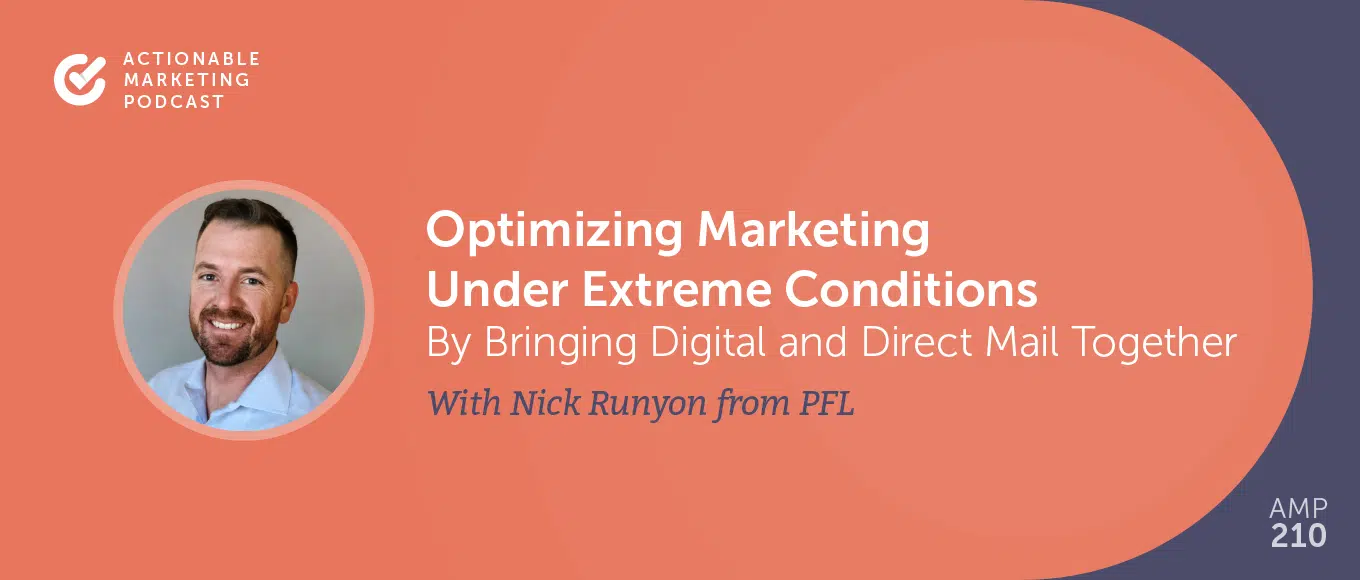 ACTIONABLE
MARKETING
PODCAST
Optimizing Marketing
Under Extreme Conditions
By Bringing Digital and Direct Mail Together
With Nick Runyon from PFL
AMP
210